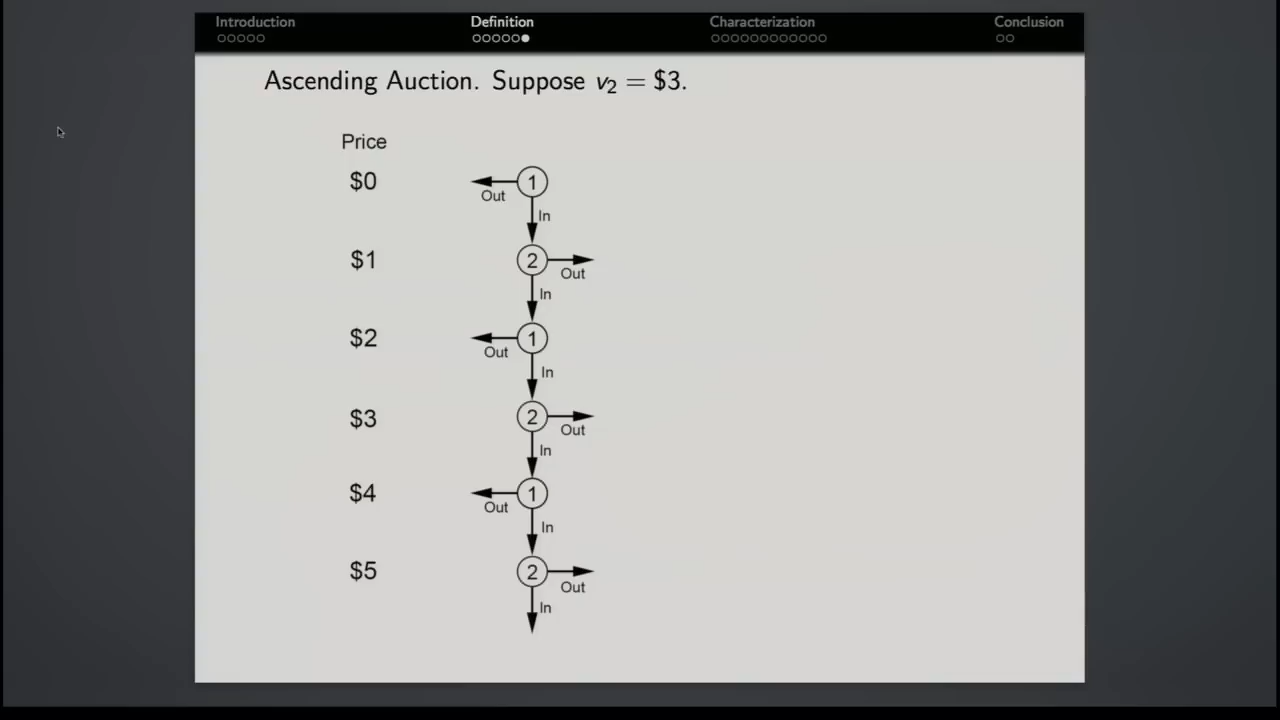 Introduction Definition Characterization Conclusion
Ascending Auction. Suppose v2 = $3.
Price
$0 1
Out
In
$1 2
Out
In
$2 1
Out
In
$3 2
Out
In
$4 1
Out
In
$5 2
Out
In